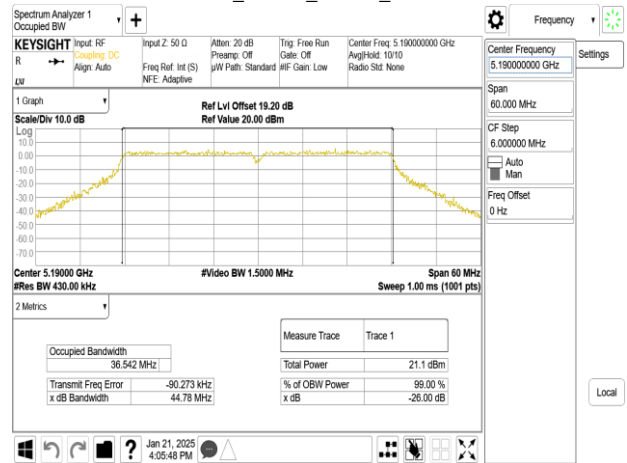 Spectrum Analyzer 1
Occupied BW
Frequency
KEYSIGHT
R
LXI
Input: RF
Coupling: DC
Align: Auto
Input Z: 50 Ω
Freq Ref: Int (S)
NFE: Adaptive
Atten: 20 dB
Preamp: Off
µW Path: Standard
Trig: Free Run
Gate: Off
#IF Gain: Low
Center Freq: 5.190000000 GHz
Avg|Hold: 10/10
Radio Std: None
Center Frequency
5.190000000 GHz
Settings
Span
60.000 MHz
CF Step
6.000000 MHz
Auto
Man
Freq Offset
0 Hz
1 Graph
Scale/Div 10.0 dB
Ref Lvl Offset 19.20 dB
Ref Value 20.00 dBm
Log
10.0
0.00
-10.0
-20.0
-30.0
-40.0
-50.0
-60.0
-70.0
Center 5.19000 GHz
#Video BW 1.5000 MHz
Span 60 MHz
#Res BW 430.00 kHz
Sweep 1.00 ms (1001 pts)
2 Metrics
Measure Trace Trace 1
Occupied Bandwidth
36.542 MHz
Total Power 21.1 dBm
Transmit Freq Error -90.273 kHz
% of OBW Power 99.00 %
x dB Bandwidth 44.78 MHz
x dB -26.00 dB
Local
Jan 21, 2025
4:05:48 PM